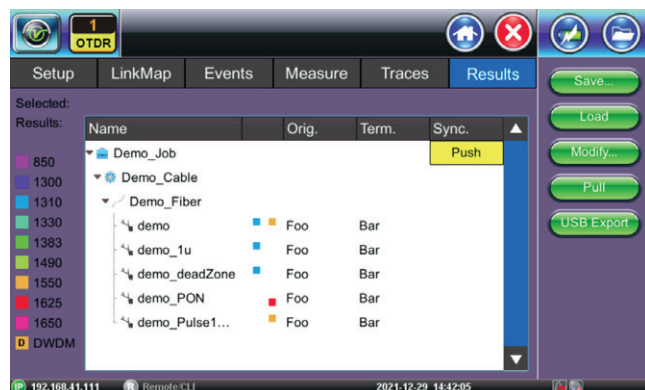 1
OTDR
Setup LinkMap Events Measure Traces Results
Selected:
Results:
Name Orig. Term. Sync.
Demo_Job Push
Demo_Cable
Demo_Fiber
demo Foo Bar
demo_1u Foo Bar
demo_deadZone Foo Bar
demo_PON Foo Bar
demo_Pulse1... Foo Bar
850
1300
1310
1330
1383
1490
1550
1625
1650
D DWDM
Save...
Load
Modify...
Pull
USB Export
IP 192.168.41.111 R Remote/CLI 2021-12-29 14:42:05